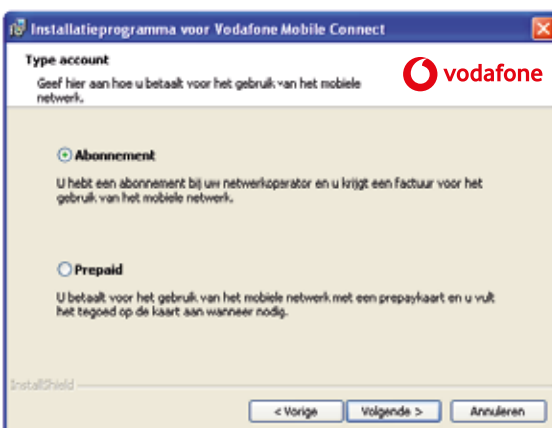 Installatieprogramma voor Vodafone Mobile Connect
Type account
Geef hier aan hoe u betaalt voor het gebruik van het mobiele
netwerk.
vodafone
Abonnement
U hebt een abonnement bij uw netwerkoperator en u krijgt een factuur voor het
gebruik van het mobiele netwerk.
Prepaid
U betaalt voor het gebruik van het mobiele netwerk met een prepaykaart en u vult
het tegoed op de kaart aan wanneer nodig.
InstallShield
< Vorige
Volgende >
Annuleren